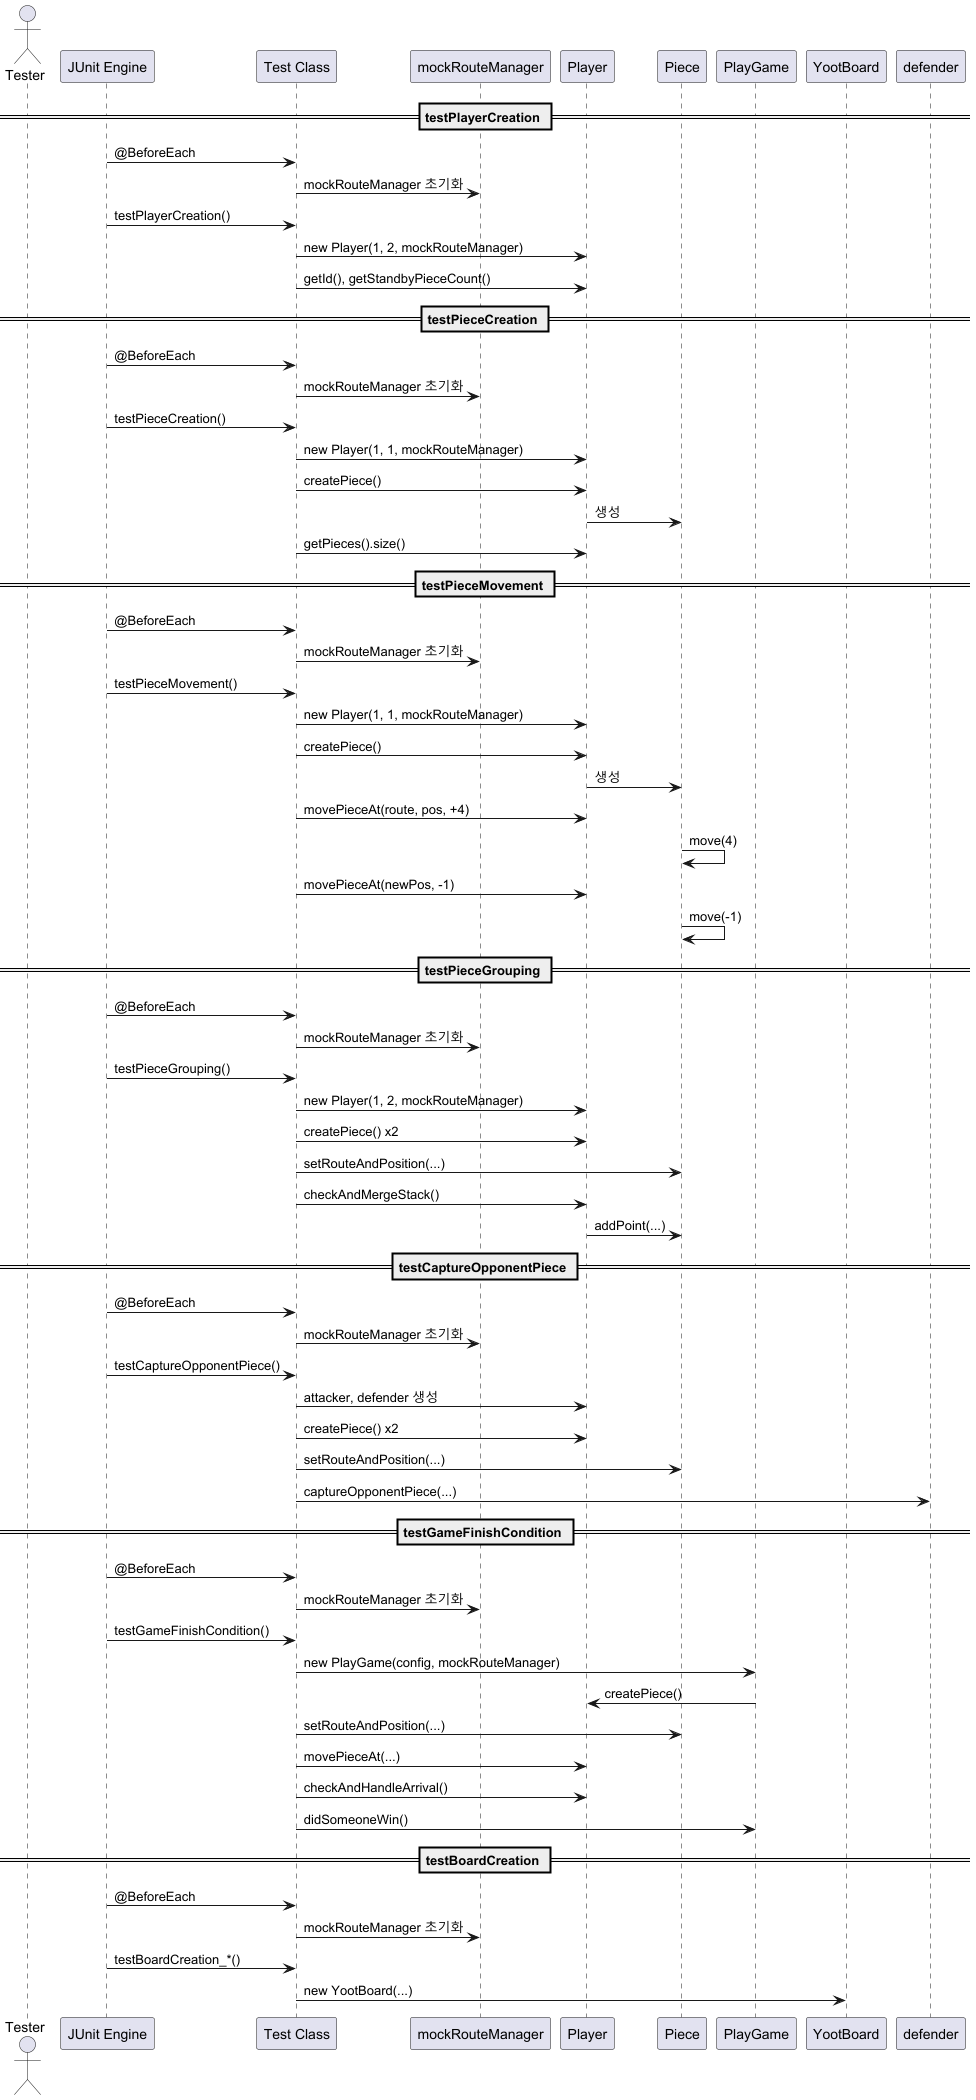 Tester
JUnit Engine Test Class mockRouteManager Player Piece PlayGame YootBoard defender
testPlayerCreation
@BeforeEach
mockRouteManager 초기화
testPlayerCreation()
new Player(1, 2, mockRouteManager)
getId(), getStandbyPieceCount()
testPieceCreation
@BeforeEach
mockRouteManager 초기화
testPieceCreation()
new Player(1, 1, mockRouteManager)
createPiece()
생성
getPieces().size()
testPieceMovement
@BeforeEach
mockRouteManager 초기화
testPieceMovement()
new Player(1, 1, mockRouteManager)
createPiece()
생성
movePieceAt(route, pos, +4)
move(4)
movePieceAt(newPos, -1)
move(-1)
testPieceGrouping
@BeforeEach
mockRouteManager 초기화
testPieceGrouping()
new Player(1, 2, mockRouteManager)
createPiece() x2
setRouteAndPosition(...)
checkAndMergeStack()
addPoint(...)
testCaptureOpponentPiece
@BeforeEach
mockRouteManager 초기화
testCaptureOpponentPiece()
attacker, defender 생성
createPiece() x2
setRouteAndPosition(...)
captureOpponentPiece(...)
testGameFinishCondition
@BeforeEach
mockRouteManager 초기화
testGameFinishCondition()
new PlayGame(config, mockRouteManager)
createPiece()
setRouteAndPosition(...)
movePieceAt(...)
checkAndHandleArrival()
didSomeoneWin()
testBoardCreation
@BeforeEach
mockRouteManager 초기화
testBoardCreation_*()
new YootBoard(...)
Tester
JUnit Engine Test Class mockRouteManager Player Piece PlayGame YootBoard defender